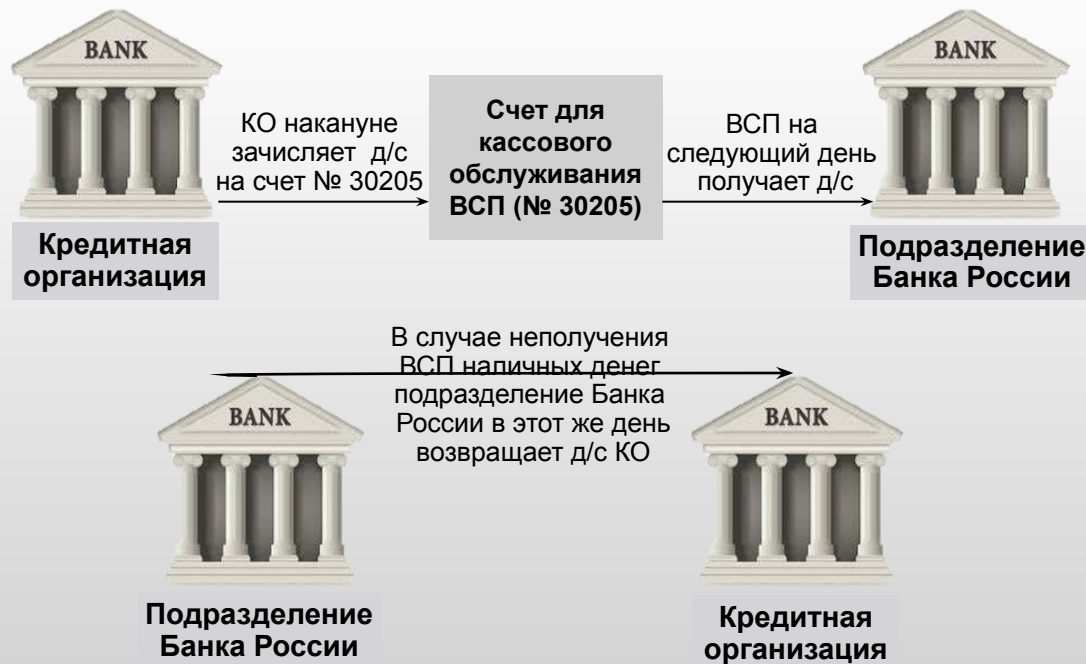 BANK
BANK
КО накануне
зачисляет д/с
на счет № 30205
Счет для
кассового
обслуживания
ВСП (№ 30205)
ВСП на
следующий день
получает д/с
Кредитная
организация
Подразделение
Банка России
В случае неполучения
ВСП наличных денег
подразделение Банка
России в этот же день
возвращает д/с КО
BANK
BANK
Подразделение
Банка России
Кредитная
организация